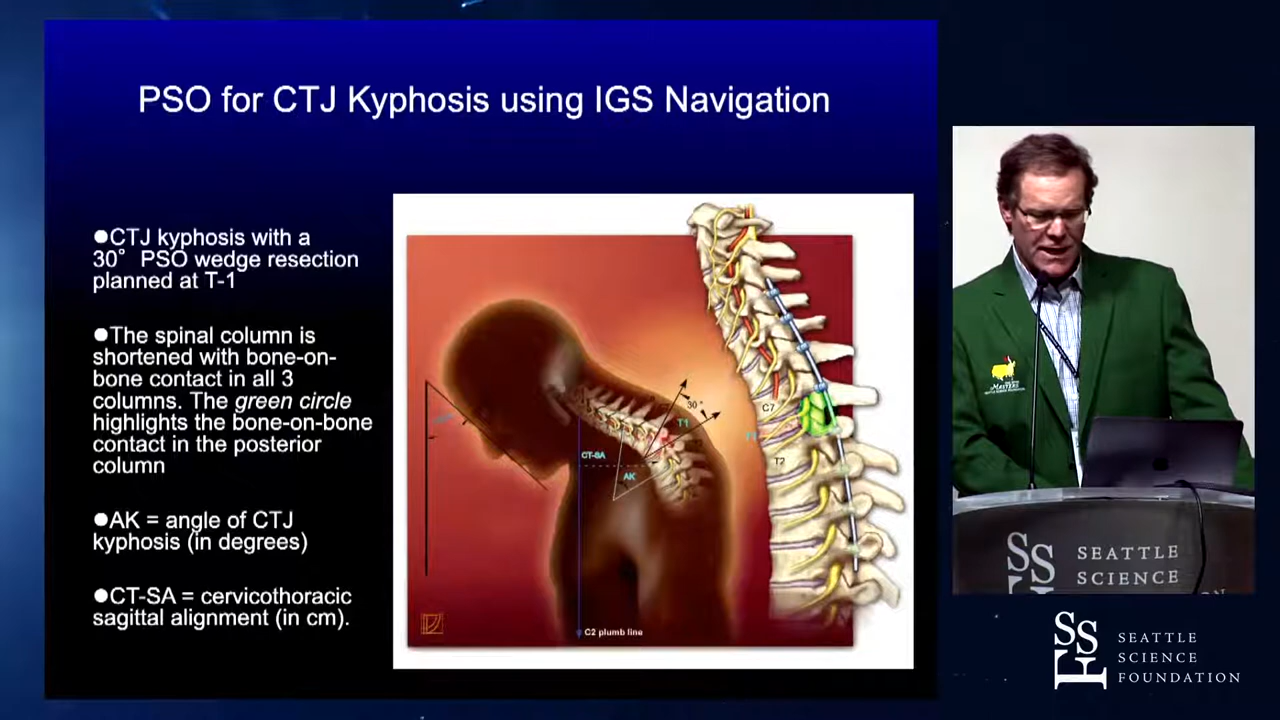 PSO for CTJ Kyphosis using IGS Navigation
●CTJ kyphosis with a
30° PSO wedge resection
planned at T-1
●The spinal column is
shortened with bone-on-
bone contact in all 3
columns. The green circle
highlights the bone-on-bone
contact in the posterior
column
●AK = angle of CTJ
kyphosis (in degrees)
●CT-SA = cervicothoracic
sagittal alignment (in cm).
30°
T1
CT-SA
AK
C2 plumb line
C7
T2
MASTERS
SSF
SEATTLE
SCIENCE
SSF
SEATTLE
SCIENCE
FOUNDATION